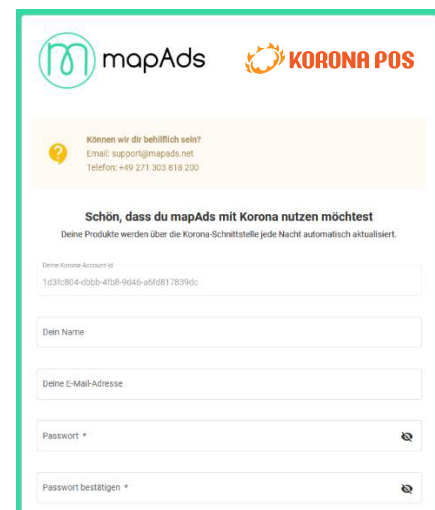 mapAds
KORONA POS
Können wir dir behilflich sein?
Email: support@mapads.net
Telefon: +49 271 303 818 200
Schön, dass du mapAds mit Korona nutzen möchtest
Deine Produkte werden über die Korona-Schnittstelle jede Nacht automatisch aktualisiert.
Deine Korona-Account-Id
1d3fc804-dbbb-4fb8-9d46-a6fd817839dc
Dein Name
Deine E-Mail-Adresse
Passwort *
Passwort bestätigen *